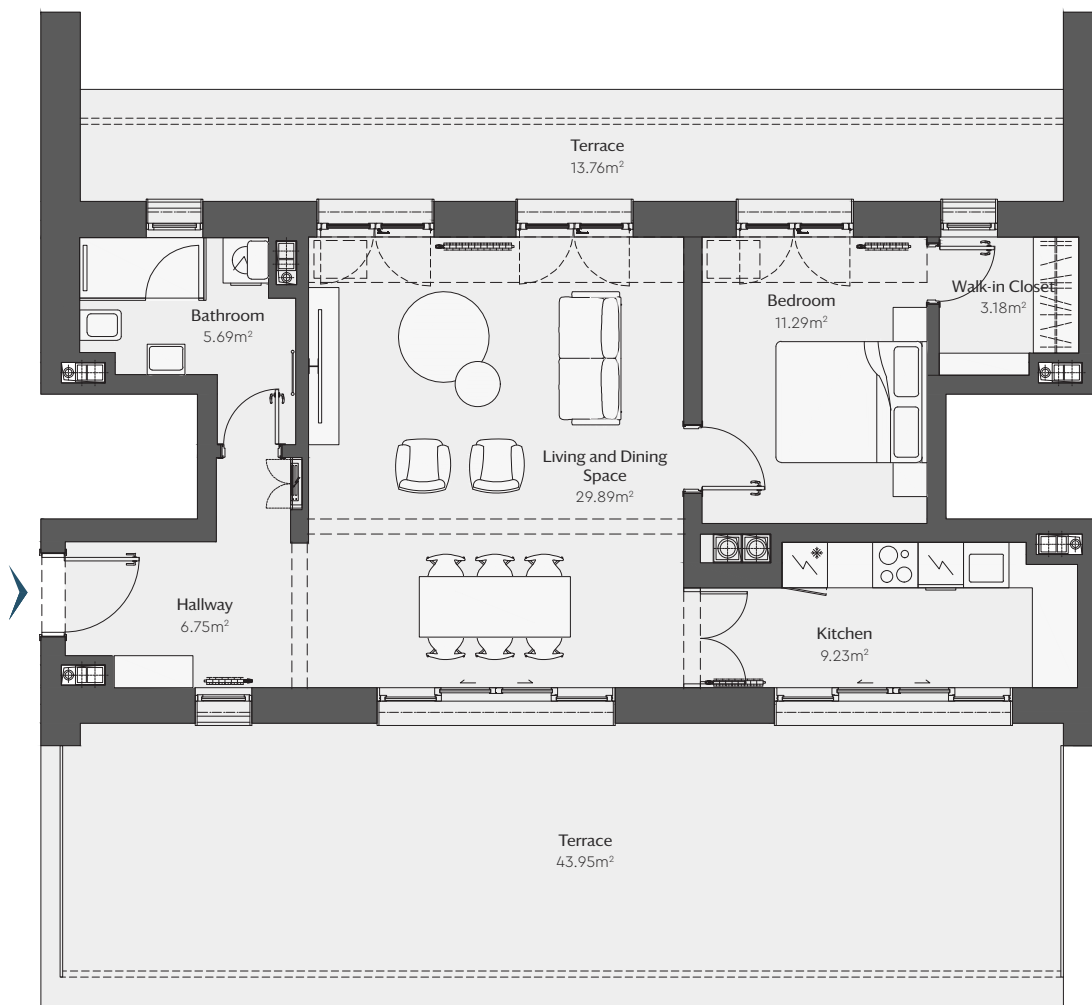 Terrace
13.76m²
Bathroom
5.69m²
Bedroom
11.29m²
Walk-in Closet
3.18m²
Living and Dining
Space
29.89m²
Hallway
6.75m²
Kitchen
9.23m²
Terrace
43.95m²